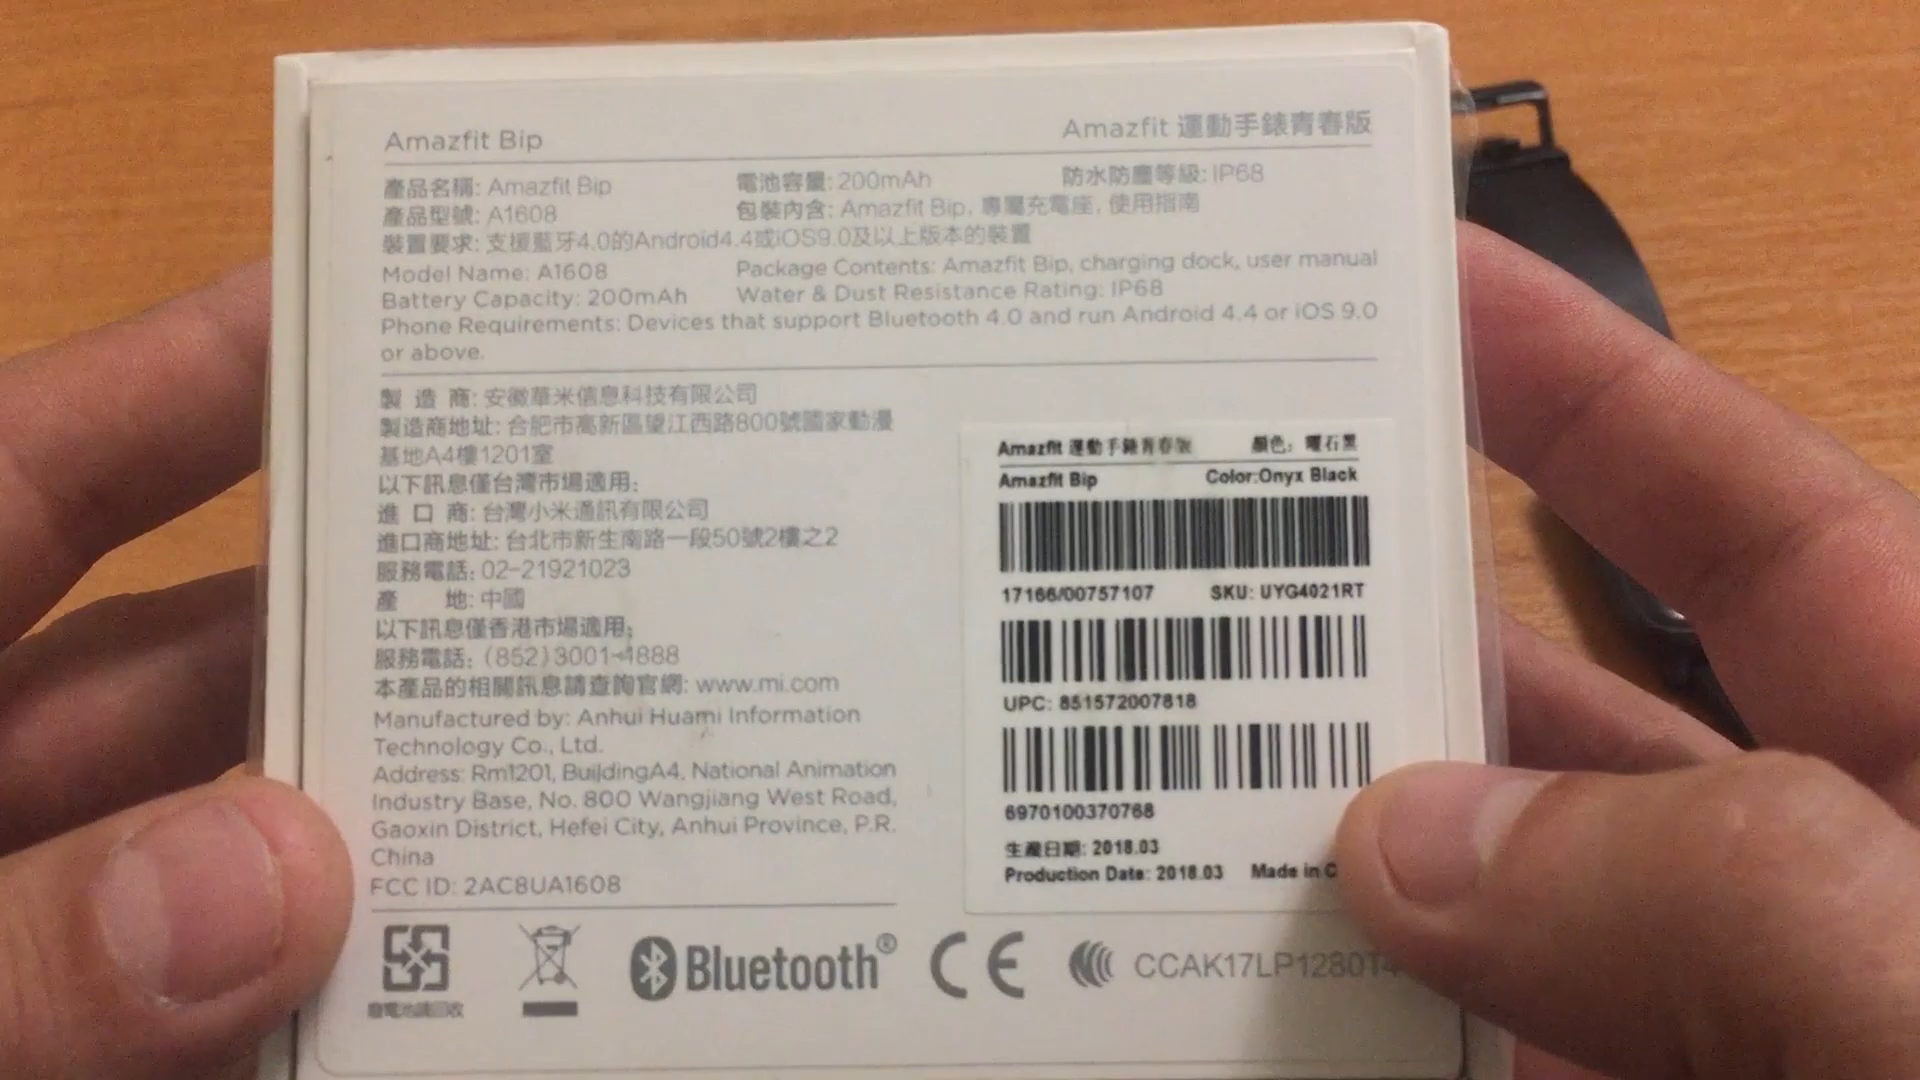 Amazfit Bip
Amazfit 運動手錶青春版
產品名稱: Amazfit Bip 電池容量: 200mAh 防水防塵等級: IP68
產品型號: A1608 包裝內含: Amazfit Bip, 專屬充電座, 使用指南
裝置要求: 支援藍牙4.0的Android4.4或iOS9.0及以上版本的裝置
Model Name: A1608 Package Contents: Amazfit Bip, charging dock, user manual
Battery Capacity: 200mAh Water & Dust Resistance Rating: IP68
Phone Requirements: Devices that support Bluetooth 4.0 and run Android 4.4 or iOS 9.0
or above.
製 造 商: 安徽華米信息科技有限公司
製造商地址: 合肥市高新區望江西路800號國家動漫
基地A4樓1201室
以下訊息僅台灣市場適用:
進 口 商: 台灣小米通訊有限公司
進口商地址: 台北市新生南路一段50號2樓之2
服務電話: 02-21921023
產 地: 中國
以下訊息僅香港市場適用:
服務電話: (852)3001-1888
本產品的相關訊息請查詢官網: www.mi.com
Manufactured by: Anhui Huami Information
Technology Co., Ltd.
Address: Rm1201, BuildingA4, National Animation
Industry Base, No. 800 Wangjiang West Road,
Gaoxin District, Hefei City, Anhui Province, P.R.
China
FCC ID: 2AC8UA1608
Amazfit 運動手錶青春版 顏色: 曜石黑
Amazfit Bip Color:Onyx Black
17166/00757107 SKU: UYG4021RT
UPC: 851572007818
6970100370768
生產日期: 2018.03
Production Date: 2018.03 Made in C
廢電池請回收
Bluetooth®
CE
CCAK17LP1280T4